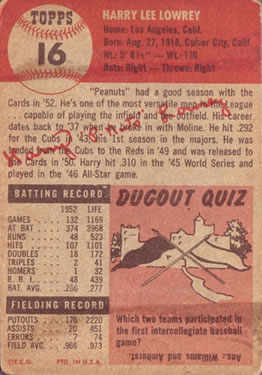 TOPPS
16
HARRY LEE LOWREY
Home: Los Angeles, Calif.
Born: Aug. 27, 1918, Culver City, Calif.
Ht.: 5' 8½"—Wt.: 170
Bats: Right - Throws: Right
"Peanuts" had a good season with the
Cards in '52. He's one of the most versatile men in the league
... capable of playing the infield and outfield. His career
dates back to '37 when he broke in with Moline. He hit .292
for the Cubs in '43 his 1st season in the majors. He was
traded from the Cubs to the Reds in '49 and was released to
the Cards in '50. Harry hit .310 in the '45 World Series and
played in the '46 All-Star game.
BATTING RECORD
1952 LIFE
GAMES 132 1169
AT BAT 374 3968
RUNS 48 523
HITS 107 1101
DOUBLES 18 172
TRIPLES 2 41
HOMERS 1 32
R. B. I. 48 439
BAT. AVG. .286 .277
FIELDING RECORD
PUTOUTS 176 2220
ASSISTS 20 451
ERRORS 6 74
FIELD AV. .966 .973
©T.C.G. PTD. IN U.S.A.
DUGOUT QUIZ
Which two teams participated in
the first intercollegiate baseball
game?
Ans: Williams and Amherst.